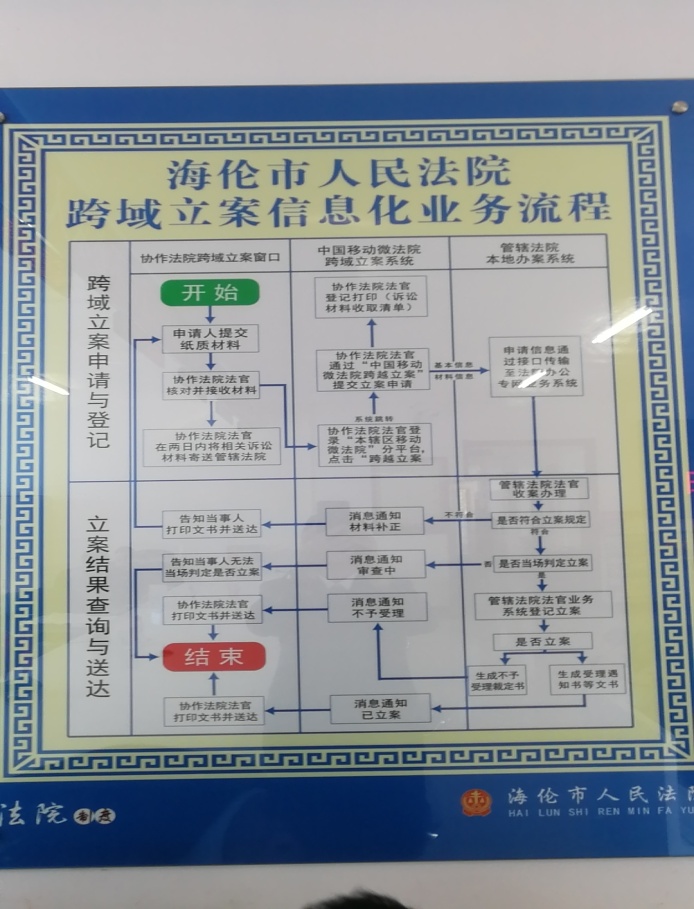 海伦市人民法院
跨域立案信息化业务流程
协作法院跨域立案窗口
中国移动微法院
跨域立案系统
管辖法院
本地办案系统
跨域立案申请与登记
开始
申请人提交
纸质材料
协作法院法官
核对并接收材料
协作法院法官
在两日内将相关诉讼
材料寄送管辖法院
协作法院法官
登记打印（诉讼
材料收取清单）
协作法院法官
通过“中国移动
微法院跨越立案”
提交立案申请
系统跳转
协作法院法官登
录“本辖区移动
微法院”分平台，
点击“跨越立案
基本信息
材料信息
申请信息通
过接口传输
至法院办公
专网业务系统
立案结果查询与送达
管辖法院法官
收案办理
告知当事人
打印文书并送达
消息通知
材料补正
不符合
是否符合立案规定
符合
告知当事人无法
当场判定是否立案
消息通知
审查中
否
是否当场判定立案
是
协作法院法官
打印文书并送达
消息通知
不予受理
管辖法院法官业务
系统登记立案
是否立案
结束
生成不予
受理裁定书
生成受理通
知书等文书
协作法院法官
打印文书并送达
消息通知
已立案
法院
海伦市人民法院
HAI LUN SHI REN MIN FA YU